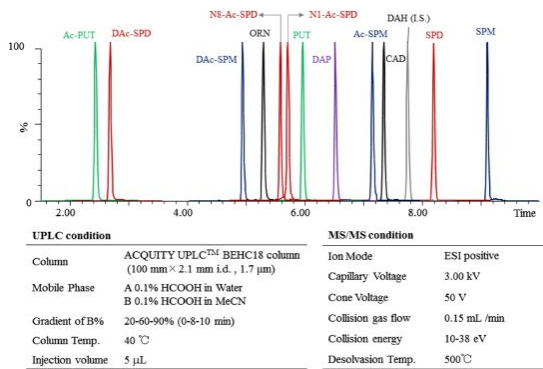 N8-Ac-SPD N1-Ac-SPD
DAH (I.S.)
Ac-PUT DAc-SPD ORN PUT Ac-SPM SPD SPM
100
DAc-SPM DAP CAD
%
0
2.00 4.00 6.00 8.00 Time
UPLC condition
Column ACQUITY UPLC™ BEHC18 column
(100 mm× 2.1 mm i.d. , 1.7 μm)
Mobile Phase A 0.1% HCOOH in Water
B 0.1% HCOOH in MeCN
Gradient of B% 20-60-90% (0-8-10 min)
Column Temp. 40 ℃
Injection volume 5 μL
MS/MS condition
Ion Mode ESI positive
Capillary Voltage 3.00 kV
Cone Voltage 50 V
Collision gas flow 0.15 mL /min
Collision energy 10-38 eV
Desolvation Temp. 500℃